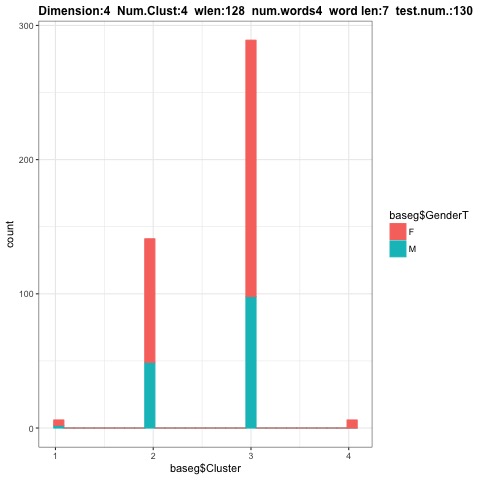 Dimension:4 Num.Clust:4 wlen:128 num.words4 word len:7 test.num.:130
300
200
100
0
count
1 2 3 4
baseg$Cluster
baseg$GenderT
F
M